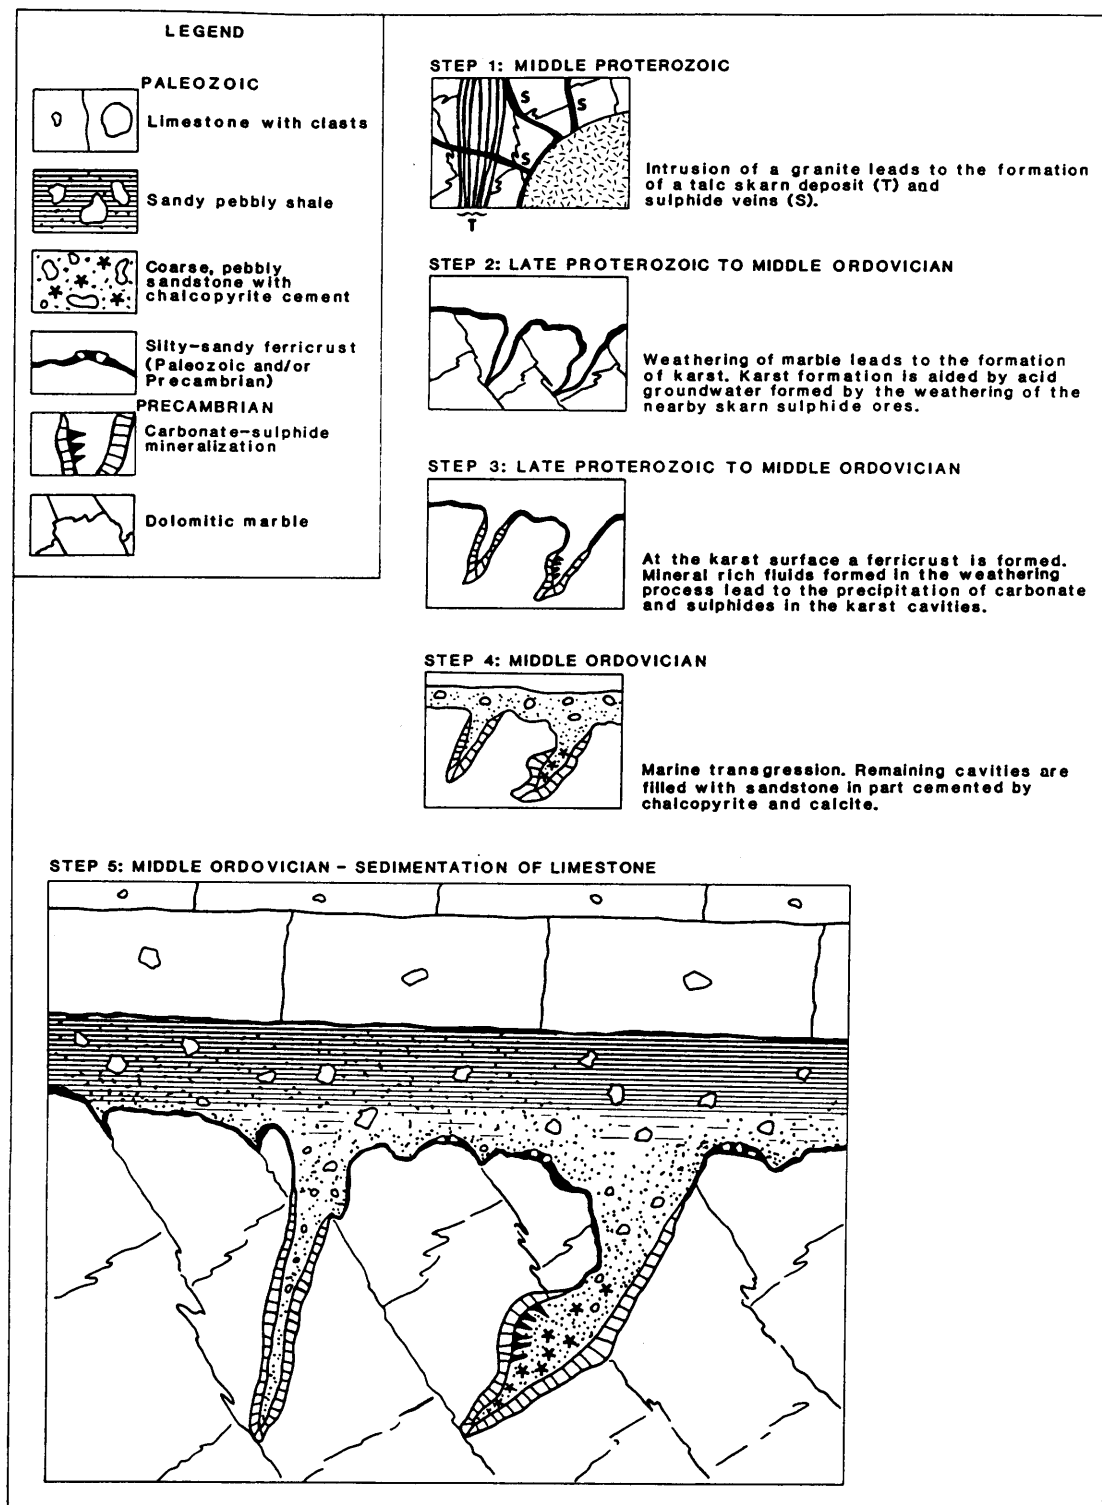 LEGEND
PALEOZOIC
Limestone with clasts
Sandy pebbly shale
Coarse, pebbly
sandstone with
chalcopyrite cement
Silty-sandy ferricrust
(Paleozoic and/or
Precambrian)
PRECAMBRIAN
Carbonate-sulphide
mineralization
Dolomitic marble
STEP 1: MIDDLE PROTEROZOIC
S
S
S
T
Intrusion of a granite leads to the formation
of a talc skarn deposit (T) and
sulphide veins (S).
STEP 2: LATE PROTEROZOIC TO MIDDLE ORDOVICIAN
Weathering of marble leads to the formation
of karst. Karst formation is aided by acid
groundwater formed by the weathering of the
nearby skarn sulphide ores.
STEP 3: LATE PROTEROZOIC TO MIDDLE ORDOVICIAN
At the karst surface a ferricrust is formed.
Mineral rich fluids formed in the weathering
process lead to the precipitation of carbonate
and sulphides in the karst cavities.
STEP 4: MIDDLE ORDOVICIAN
Marine transgression. Remaining cavities are
filled with sandstone in part cemented by
chalcopyrite and calcite.
STEP 5: MIDDLE ORDOVICIAN - SEDIMENTATION OF LIMESTONE